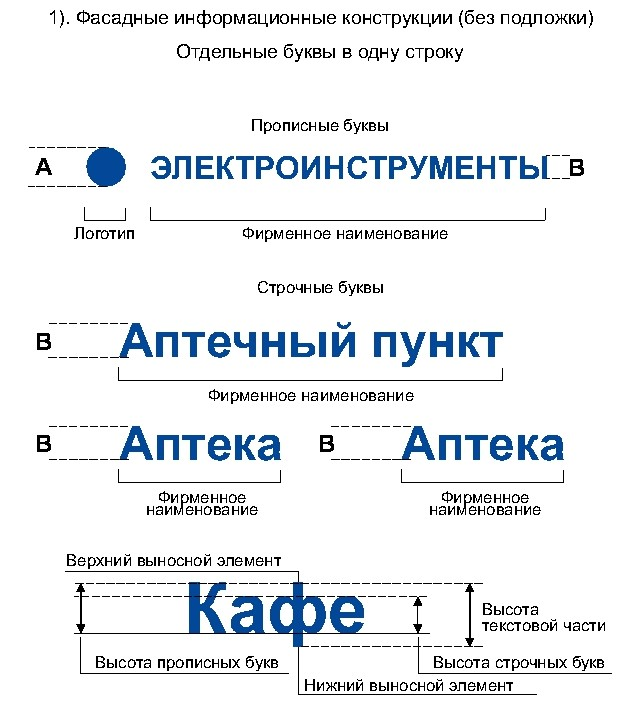 1). Фасадные информационные конструкции (без подложки)
Отдельные буквы в одну строку
Прописные буквы
А ЭЛЕКТРОИНСТРУМЕНТЫ В
Логотип Фирменное наименование
Строчные буквы
В Аптечный пункт
Фирменное наименование
В Аптека В Аптека
Фирменное наименование Фирменное наименование
Верхний выносной элемент
Кафе
Высота
текстовой части
Высота прописных букв Высота строчных букв
Нижний выносной элемент